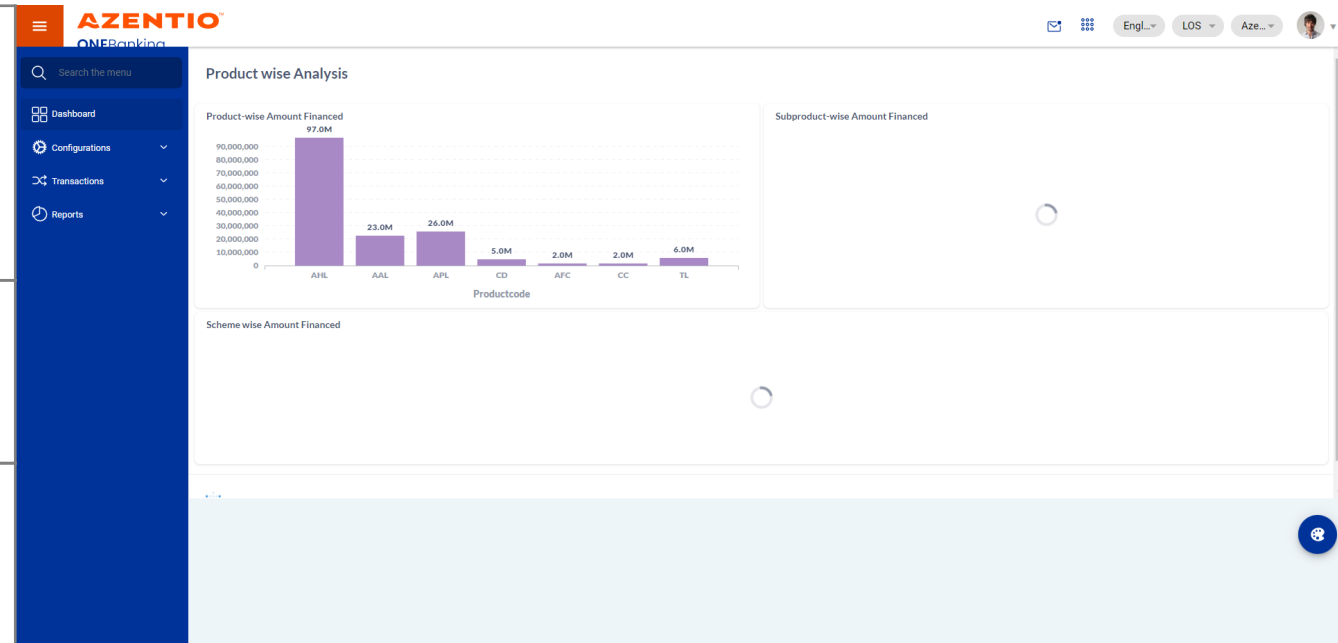 AZENTIO
ONEBanking
Engl...
LOS
Aze...
Search the menu
Dashboard
Configurations
Transactions
Reports
Product wise Analysis
Product-wise Amount Financed
97.0M
90,000,000
80,000,000
70,000,000
60,000,000
50,000,000
40,000,000
30,000,000
20,000,000
10,000,000
0
23.0M
26.0M
5.0M
2.0M
2.0M
6.0M
AHL AAL APL CD AFC CC TL
Productcode
Subproduct-wise Amount Financed
Scheme wise Amount Financed